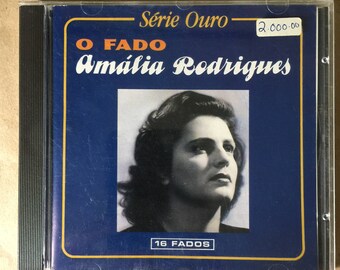 Série Ouro
2.000.00
O FADO
Amália Rodrigues
16 FADOS